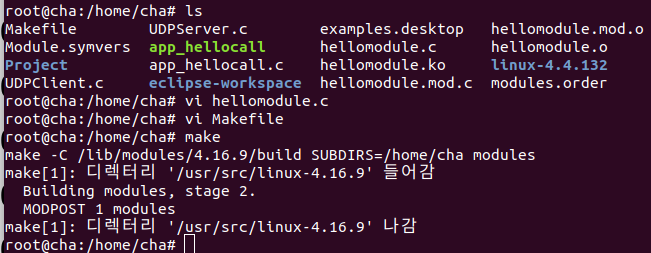 root@cha:/home/cha# ls
Makefile UDPServer.c examples.desktop hellomodule.mod.o
Module.symvers app_hellocall hellomodule.c hellomodule.o
Project app_hellocall.c hellomodule.ko linux-4.4.132
UDPClient.c eclipse-workspace hellomodule.mod.c modules.order
root@cha:/home/cha# vi hellomodule.c
root@cha:/home/cha# vi Makefile
root@cha:/home/cha# make
make -C /lib/modules/4.16.9/build SUBDIRS=/home/cha modules
make[1]: 디렉터리 '/usr/src/linux-4.16.9' 들어감
Building modules, stage 2.
MODPOST 1 modules
make[1]: 디렉터리 '/usr/src/linux-4.16.9' 나감
root@cha:/home/cha#